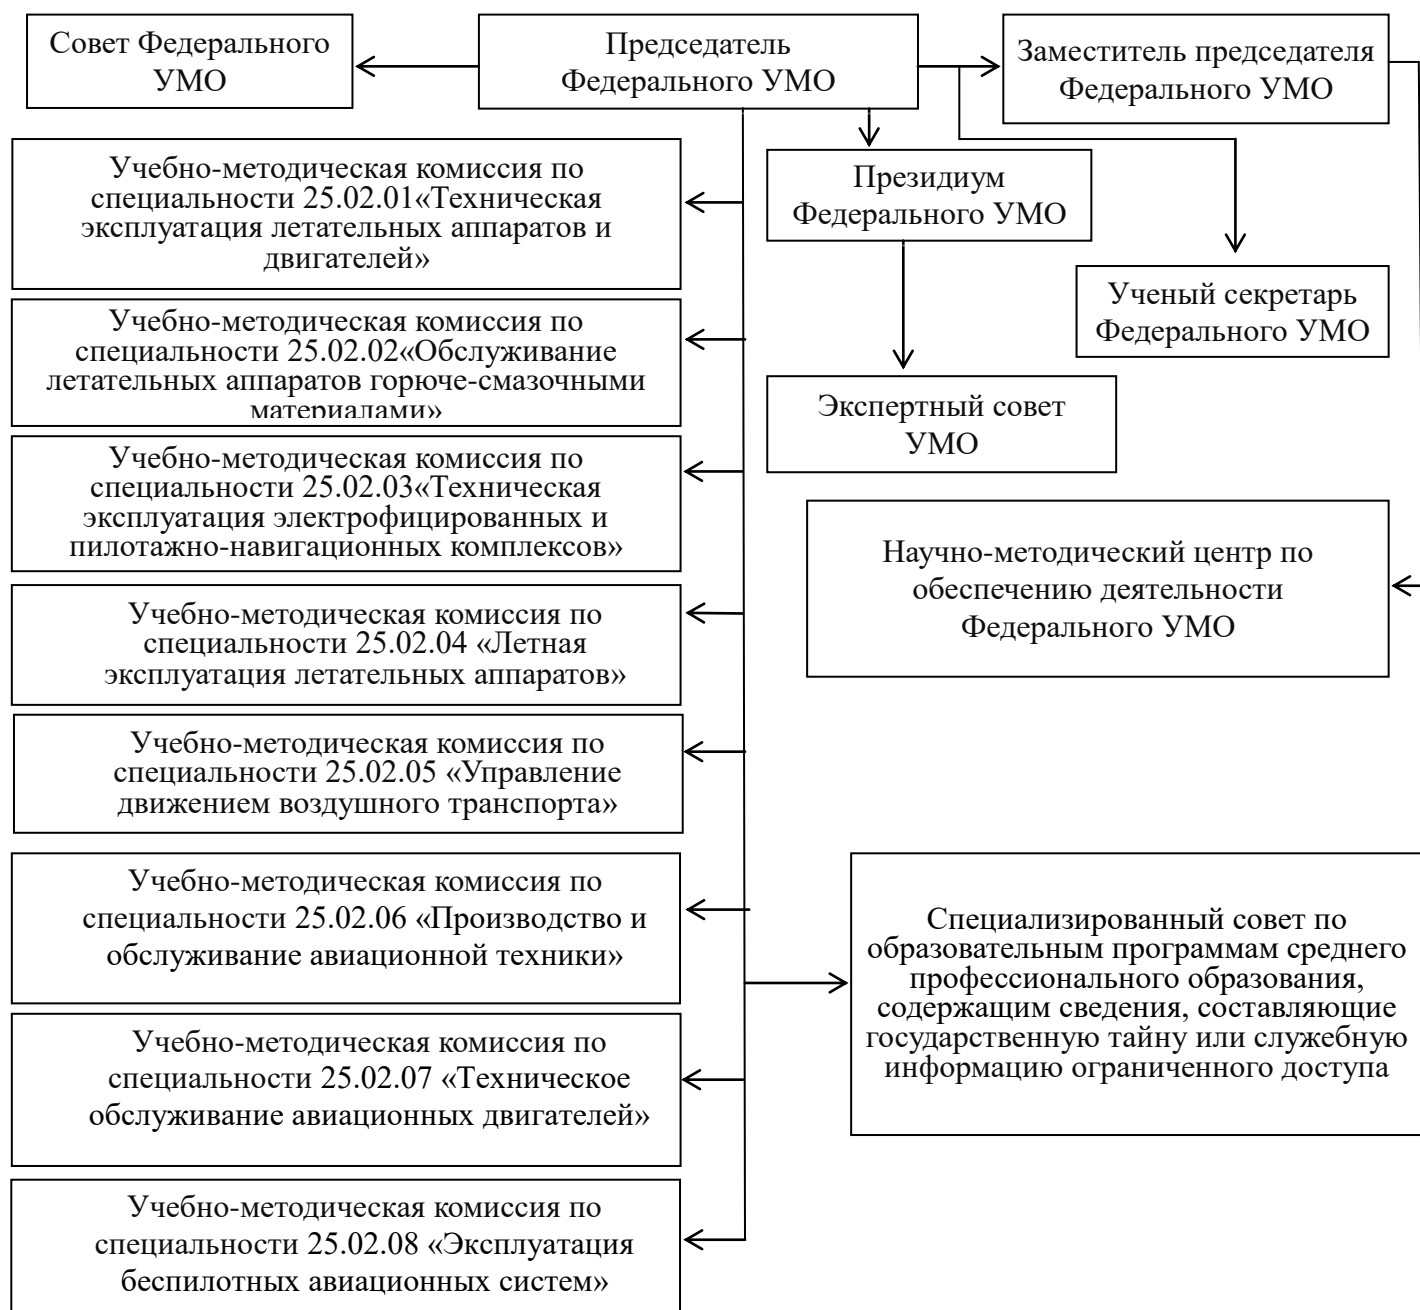 Совет Федерального
УМО
Председатель
Федерального УМО
Заместитель председателя
Федерального УМО
Учебно-методическая комиссия по
специальности 25.02.01«Техническая
эксплуатация летательных аппаратов и
двигателей»
Президиум
Федерального УМО
Ученый секретарь
Федерального УМО
Учебно-методическая комиссия по
специальности 25.02.02«Обслуживание
летательных аппаратов горюче-смазочными
материалами»
Экспертный совет
УМО
Учебно-методическая комиссия по
специальности 25.02.03«Техническая
эксплуатация электрофицированных и
пилотажно-навигационных комплексов»
Научно-методический центр по
обеспечению деятельности
Федерального УМО
Учебно-методическая комиссия по
специальности 25.02.04 «Летная
эксплуатация летательных аппаратов»
Учебно-методическая комиссия по
специальности 25.02.05 «Управление
движением воздушного транспорта»
Учебно-методическая комиссия по
специальности 25.02.06 «Производство и
обслуживание авиационной техники»
Специализированный совет по
образовательным программам среднего
профессионального образования,
содержащим сведения, составляющие
государственную тайну или служебную
информацию ограниченного доступа
Учебно-методическая комиссия по
специальности 25.02.07 «Техническое
обслуживание авиационных двигателей»
Учебно-методическая комиссия по
специальности 25.02.08 «Эксплуатация
беспилотных авиационных систем»